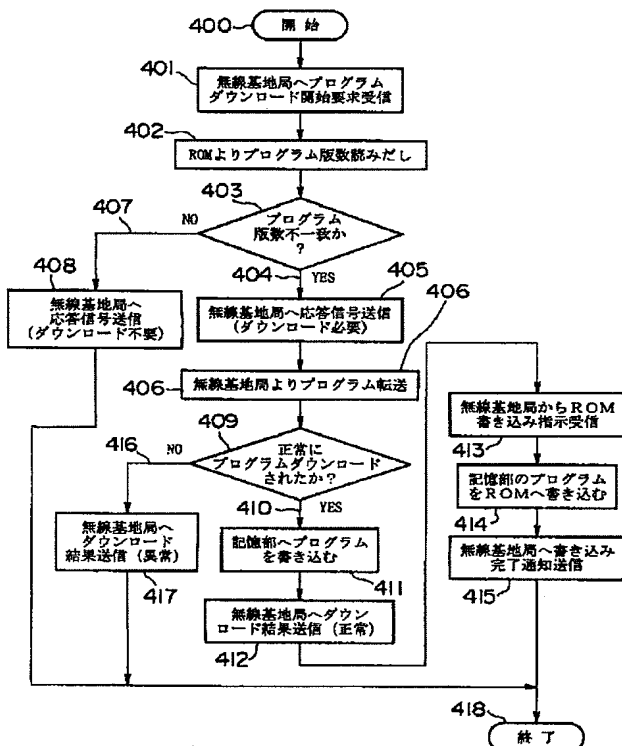 400
開始
401
無線基地局へプログラム
ダウンロード開始要求受信
402
ROMよりプログラム版数読みだし
403
プログラム
版数不一致か
?
407
NO
404
YES
408
無線基地局へ
応答信号送信
(ダウンロード不要)
405
無線基地局へ応答信号送信
(ダウンロード必要)
406
406
無線基地局よりプログラム転送
409
正常に
プログラムダウンロード
されたか?
416
NO
410
YES
無線基地局へ
ダウンロード
結果送信(異常)
417
記憶部へプログラム
を書き込む
411
無線基地局へダウン
ロード結果送信(正常)
412
無線基地局からROM
書き込み指示受信
413
記憶部のプログラム
をROMへ書き込む
414
無線基地局へ書き込み
完了通知送信
415
418
終了